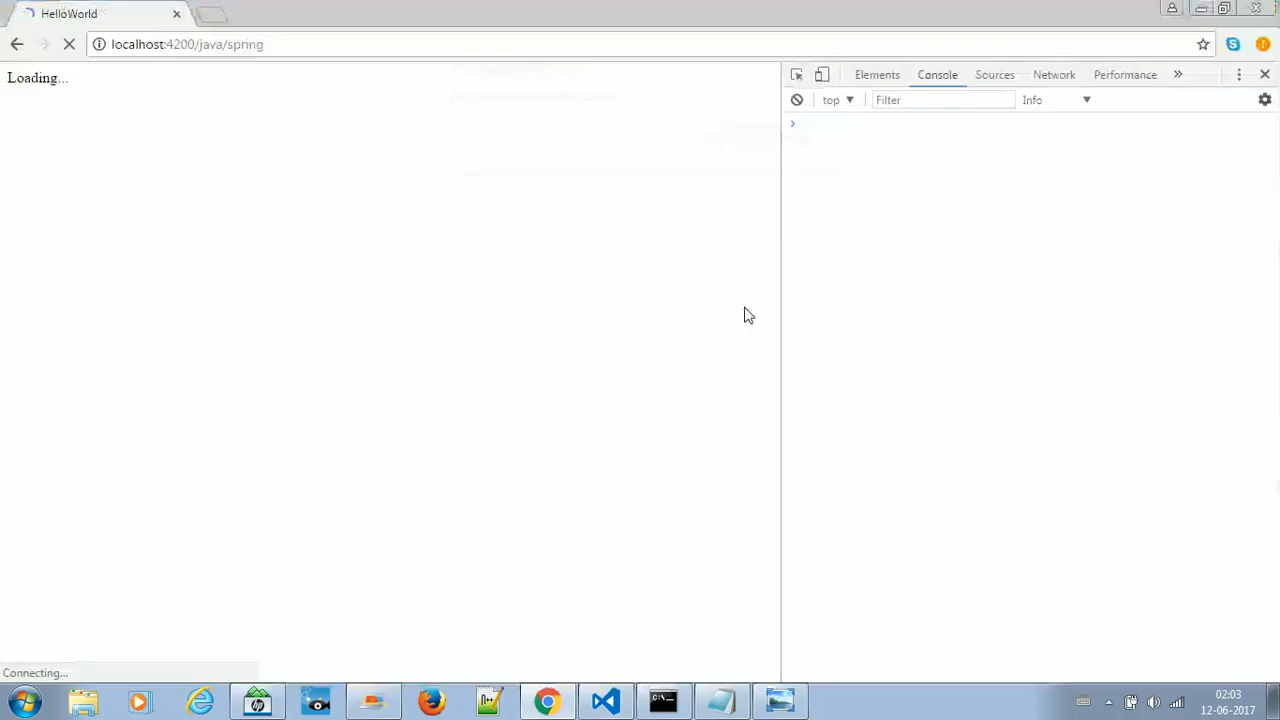 HelloWorld
localhost:4200/java/spring
Loading...
Elements Console Sources Network Performance »
top Filter Info
Connecting...
02:03
12-06-2017